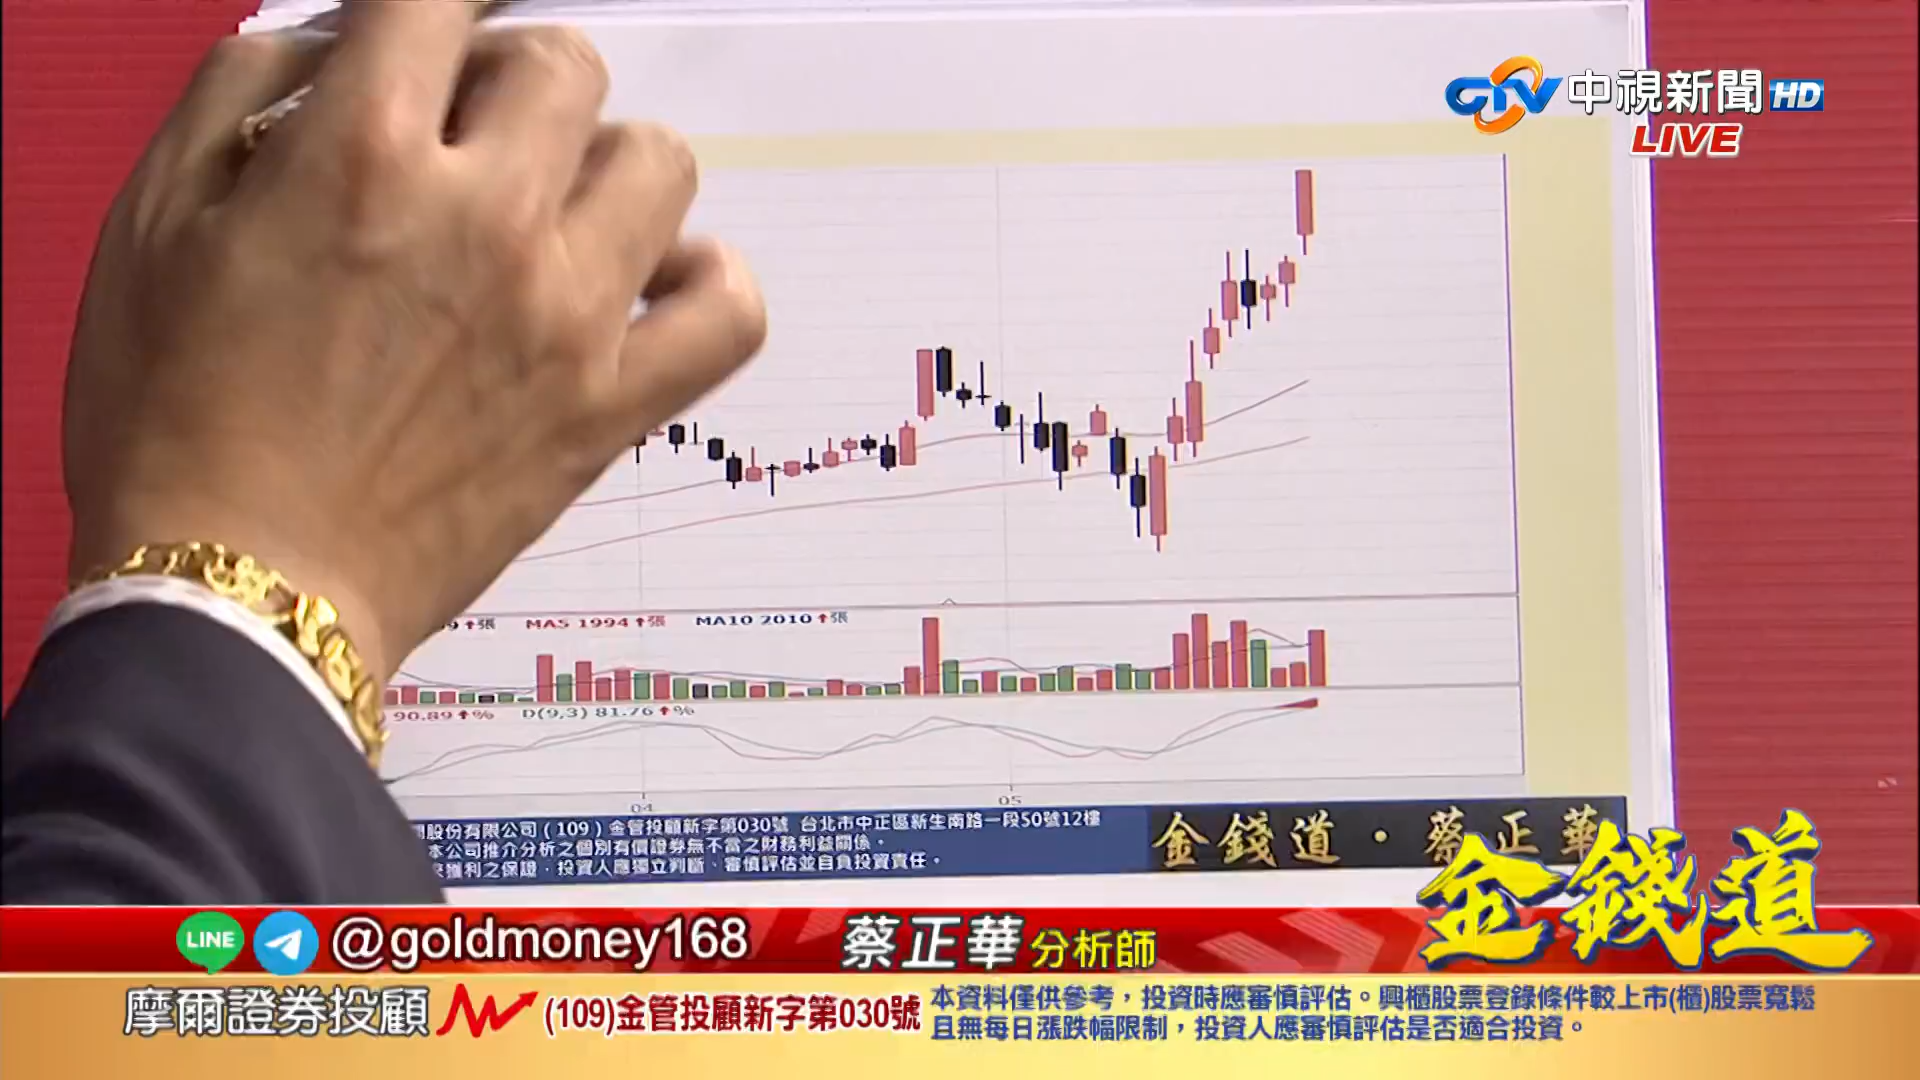 CTV 中視新聞 HD
LIVE
9↑張 MA5 1994↑張 MA10 2010↑張
90.89↑% D(9,3) 81.76↑%
04 05
股份有限公司(109)金管投顧新字第030號 台北市中正區新生南路一段50號12樓
本公司推介分析之個別有價證券無不當之財務利益關係。
獲利之保證,投資人應獨立判斷、審慎評估並自負投資責任。
金錢道・蔡正華
金錢道
LINE @goldmoney168 蔡正華 分析師
摩爾證券投顧 (109)金管投顧新字第030號
本資料僅供參考,投資時應審慎評估。興櫃股票登錄條件較上市(櫃)股票寬鬆
且無每日漲跌幅限制,投資人應審慎評估是否適合投資。